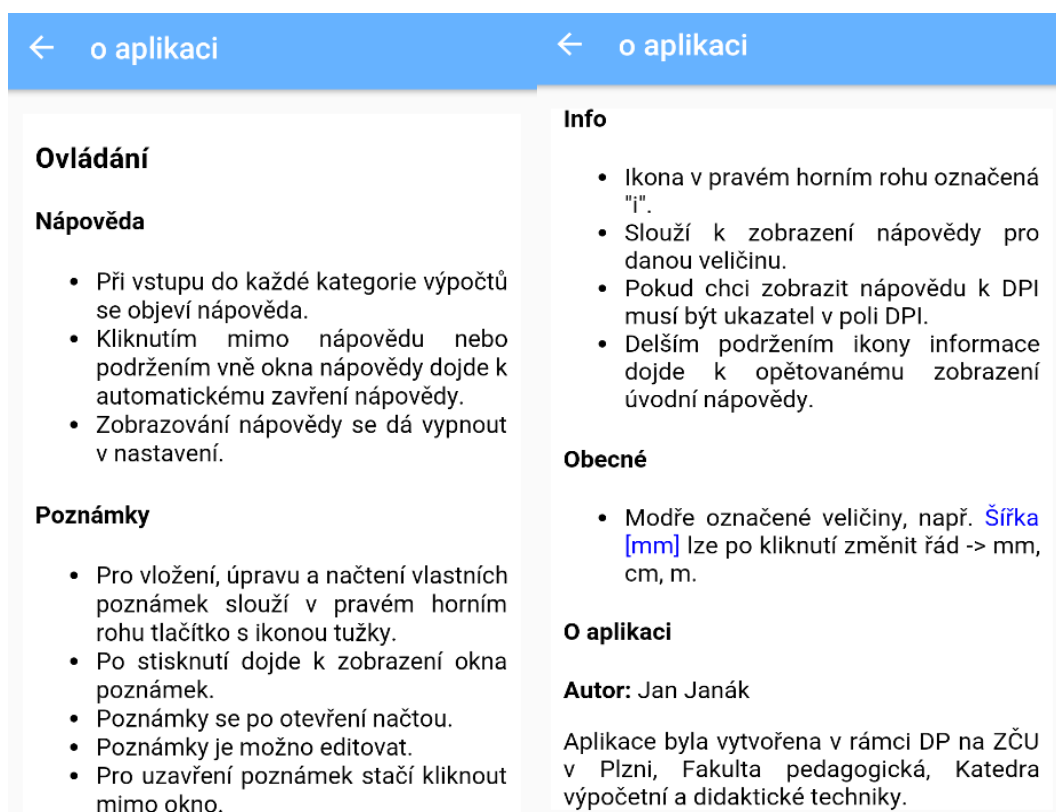 o aplikaci
Ovládání
Nápověda
• Při vstupu do každé kategorie výpočtů
se objeví nápověda.
• Kliknutím mimo nápovědu nebo
podržením vně okna nápovědy dojde k
automatickému zavření nápovědy.
• Zobrazování nápovědy se dá vypnout
v nastavení.
Poznámky
• Pro vložení, úpravu a načtení vlastních
poznámek slouží v pravém horním
rohu tlačítko s ikonou tužky.
• Po stisknutí dojde k zobrazení okna
poznámek.
• Poznámky se po otevření načtou.
• Poznámky je možno editovat.
• Pro uzavření poznámek stačí kliknout
mimo okno.
o aplikaci
Info
• Ikona v pravém horním rohu označená
"i".
• Slouží k zobrazení nápovědy pro
danou veličinu.
• Pokud chci zobrazit nápovědu k DPI
musí být ukazatel v poli DPI.
• Delším podržením ikony informace
dojde k opětovanému zobrazení
úvodní nápovědy.
Obecné
• Modře označené veličiny, např. Šířka
[mm] lze po kliknutí změnit řád -> mm,
cm, m.
O aplikaci
Autor: Jan Janák
Aplikace byla vytvořena v rámci DP na ZČU
v Plzni, Fakulta pedagogická, Katedra
výpočetní a didaktické techniky.